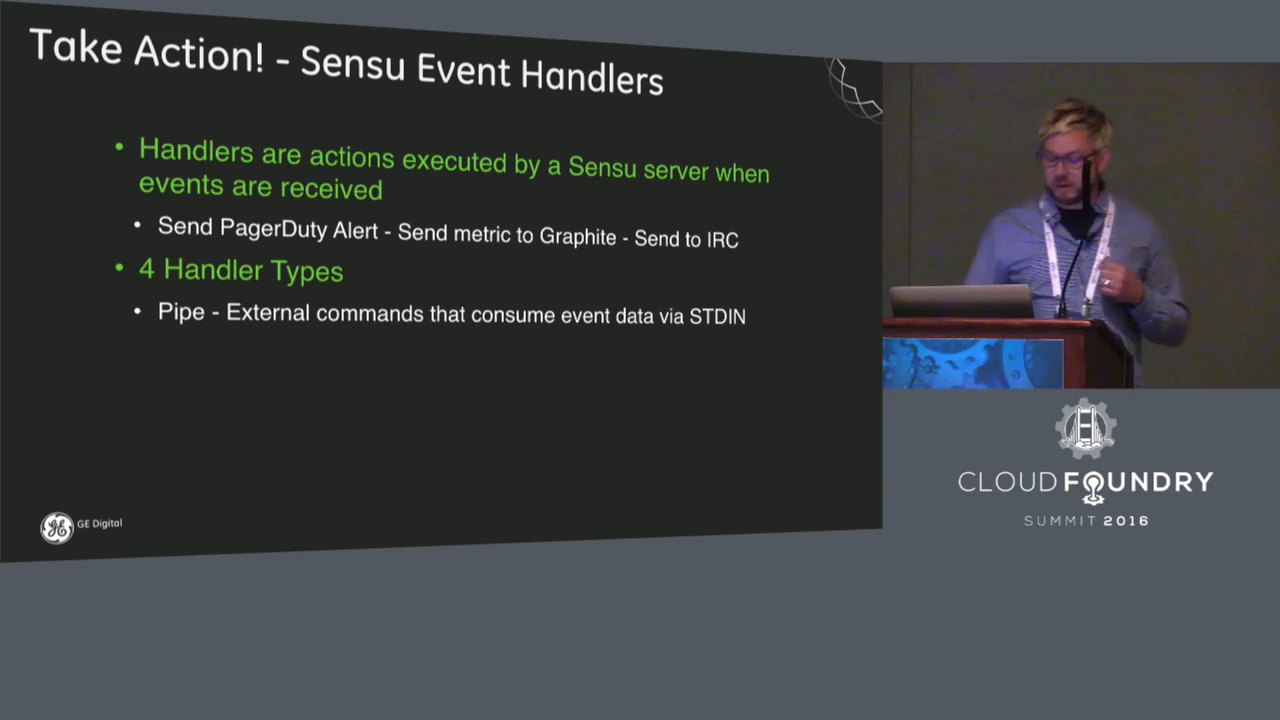 Take Action! - Sensu Event Handlers
• Handlers are actions executed by a Sensu server when
events are received
• Send PagerDuty Alert - Send metric to Graphite - Send to IRC
• 4 Handler Types
• Pipe - External commands that consume event data via STDIN
GE Digital
CLOUD FOUNDRY
SUMMIT 2016